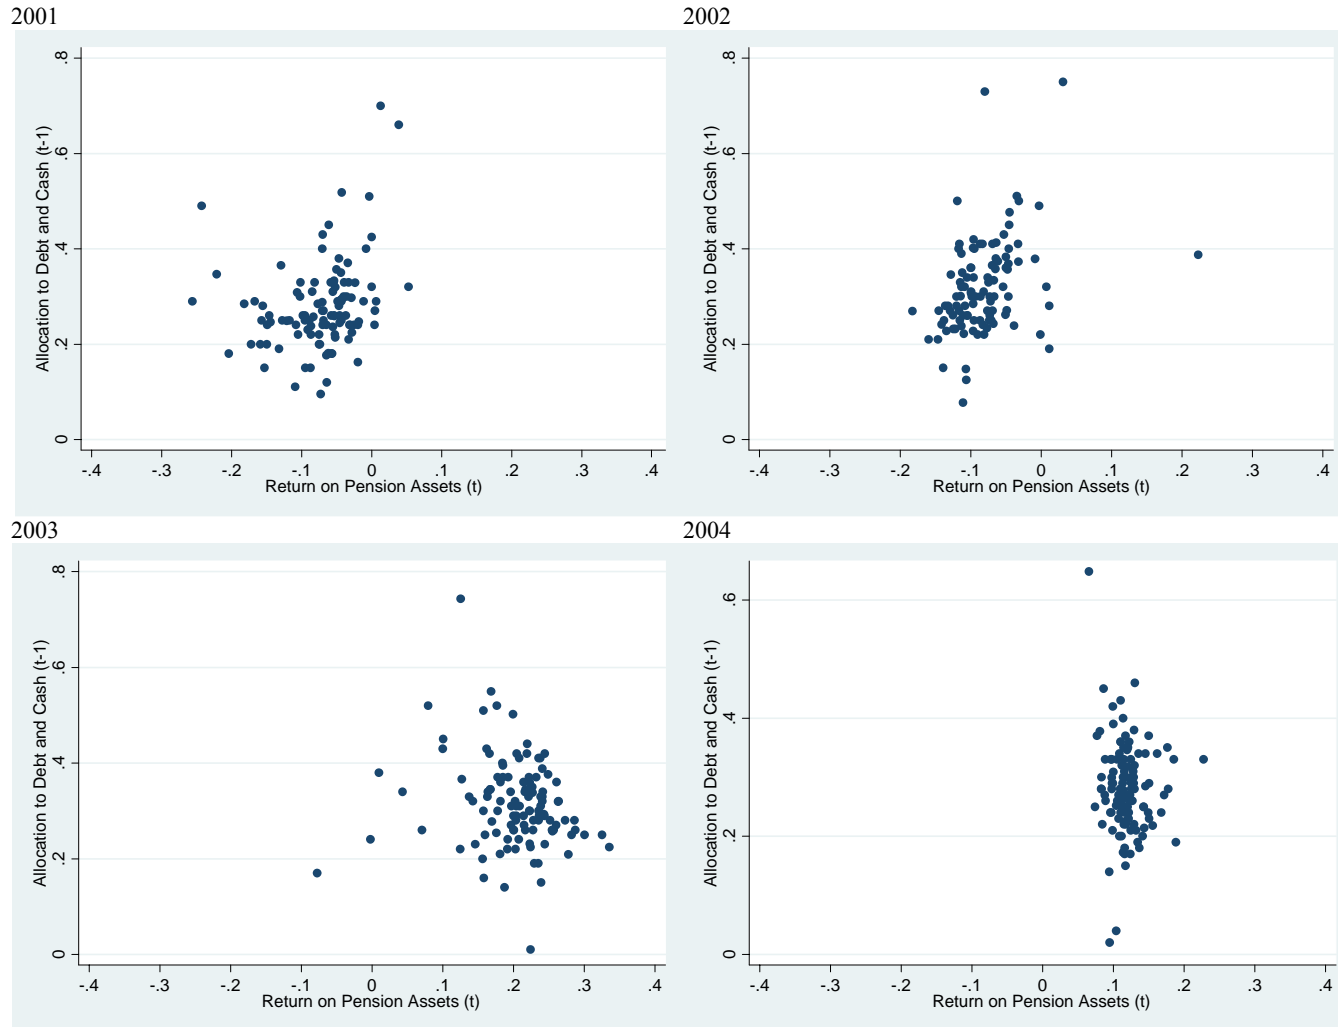 2001
2002
Allocation to Debt and Cash (t-1)
.8
.6
.4
.2
0
-.4 -.3 -.2 -.1 0 .1 .2 .3 .4
Return on Pension Assets (t)
Allocation to Debt and Cash (t-1)
.8
.6
.4
.2
0
-.4 -.3 -.2 -.1 0 .1 .2 .3 .4
Return on Pension Assets (t)
2003
2004
Allocation to Debt and Cash (t-1)
.8
.6
.4
.2
0
-.4 -.3 -.2 -.1 0 .1 .2 .3 .4
Return on Pension Assets (t)
Allocation to Debt and Cash (t-1)
.6
.4
.2
0
-.4 -.3 -.2 -.1 0 .1 .2 .3 .4
Return on Pension Assets (t)